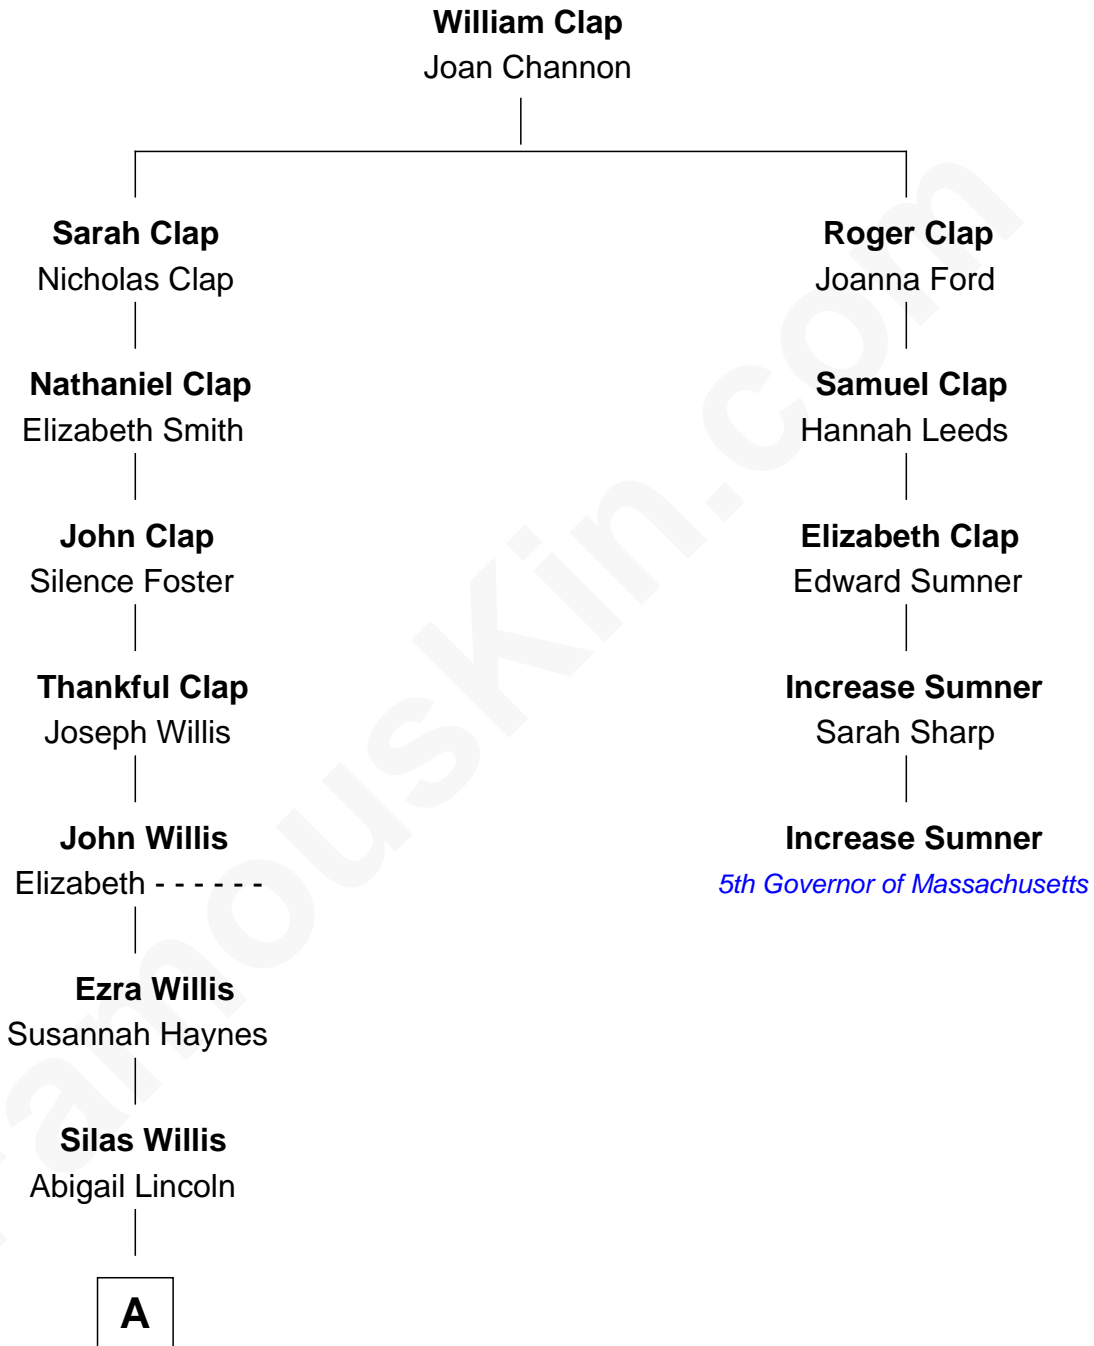 William Clap
Joan Channon
Sarah Clap
Nicholas Clap
Roger Clap
Joanna Ford
Nathaniel Clap
Elizabeth Smith
Samuel Clap
Hannah Leeds
John Clap
Silence Foster
Elizabeth Clap
Edward Sumner
Thankful Clap
Joseph Willis
Increase Sumner
Sarah Sharp
John Willis
Elizabeth - - - - - -
Increase Sumner
5th Governor of Massachusetts
Ezra Willis
Susannah Haynes
Silas Willis
Abigail Lincoln
A
FamousKin.com